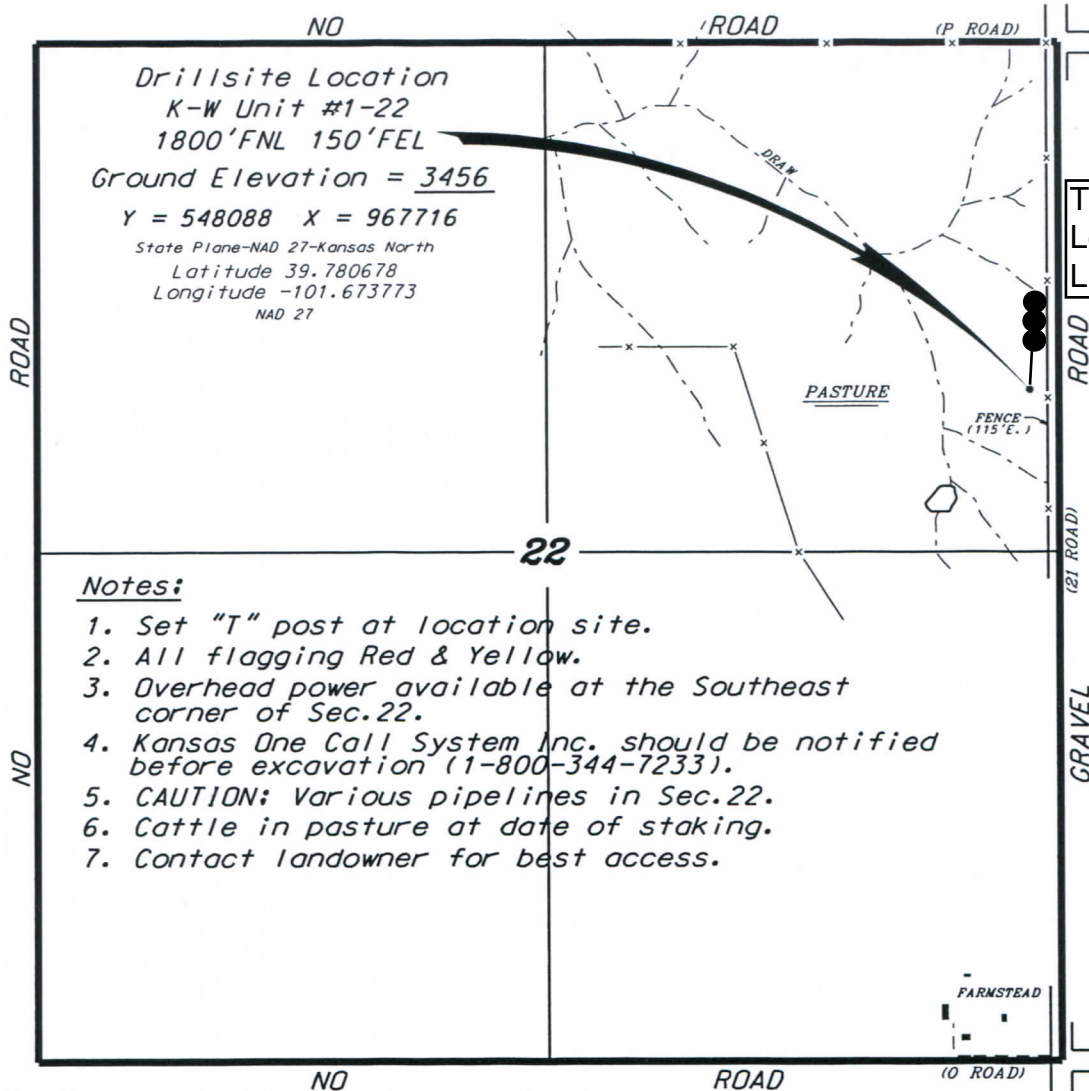 NO ROAD (P ROAD)
Drillsite Location
K-W Unit #1-22
1800'FNL 150'FEL
Ground Elevation = 3456
Y = 548088 X = 967716
State Plane-NAD 27-Kansas North
Latitude 39.780678
Longitude -101.673773
NAD 27
DRAW
PASTURE
FENCE
(115'E.)
NO ROAD
GRAVEL ROAD
(21 ROAD)
22
Notes:
1. Set "T" post at location site.
2. All flagging Red & Yellow.
3. Overhead power available at the Southeast
corner of Sec.22.
4. Kansas One Call System Inc. should be notified
before excavation (1-800-344-7233).
5. CAUTION: Various pipelines in Sec.22.
6. Cattle in pasture at date of staking.
7. Contact landowner for best access.
FARMSTEAD
NO ROAD (O ROAD)